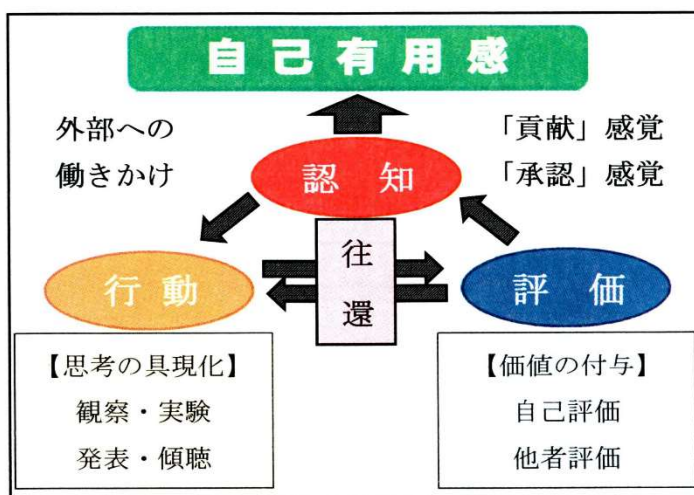 自己有用感
外部への
働きかけ
「貢献」感覚
「承認」感覚
認知
往還
行動
評価
【思考の具現化】
観察・実験
発表・傾聴
【価値の付与】
自己評価
他者評価